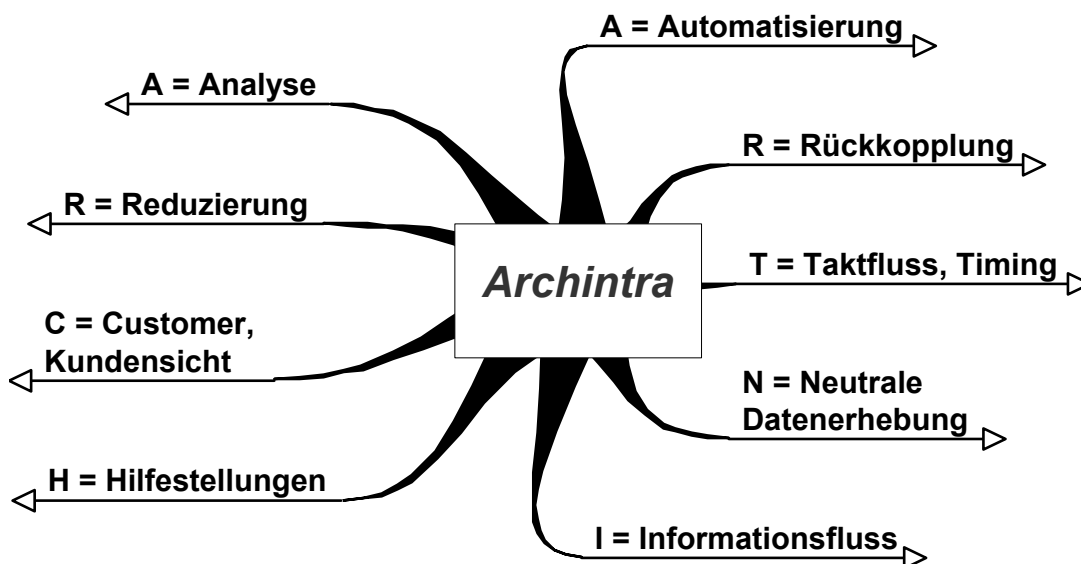 A = Automatisierung
A = Analyse
R = Rückkopplung
R = Reduzierung
Archintra
T = Taktfluss, Timing
C = Customer,
Kundensicht
N = Neutrale
Datenerhebung
H = Hilfestellungen
I = Informationsfluss